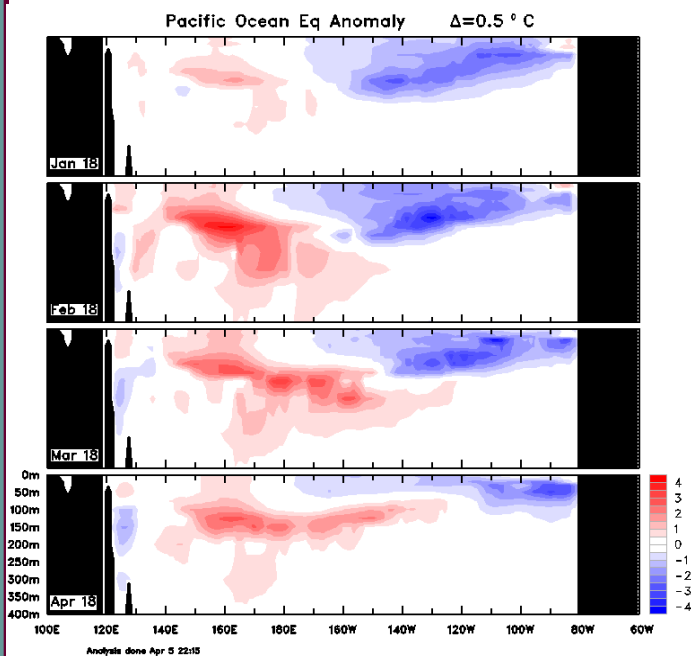 Pacific Ocean Eq Anomaly Δ=0.5 ° C
Jan 18
Feb 18
Mar 18
0m
50m
100m
150m
200m
250m
300m
350m
400m
Apr 18
4
3
2
1
0
-1
-2
-3
-4
100E 120E 140E 160E 180W 160W 140W 120W 100W 80W 60W
Analysis done Apr 5 22:15